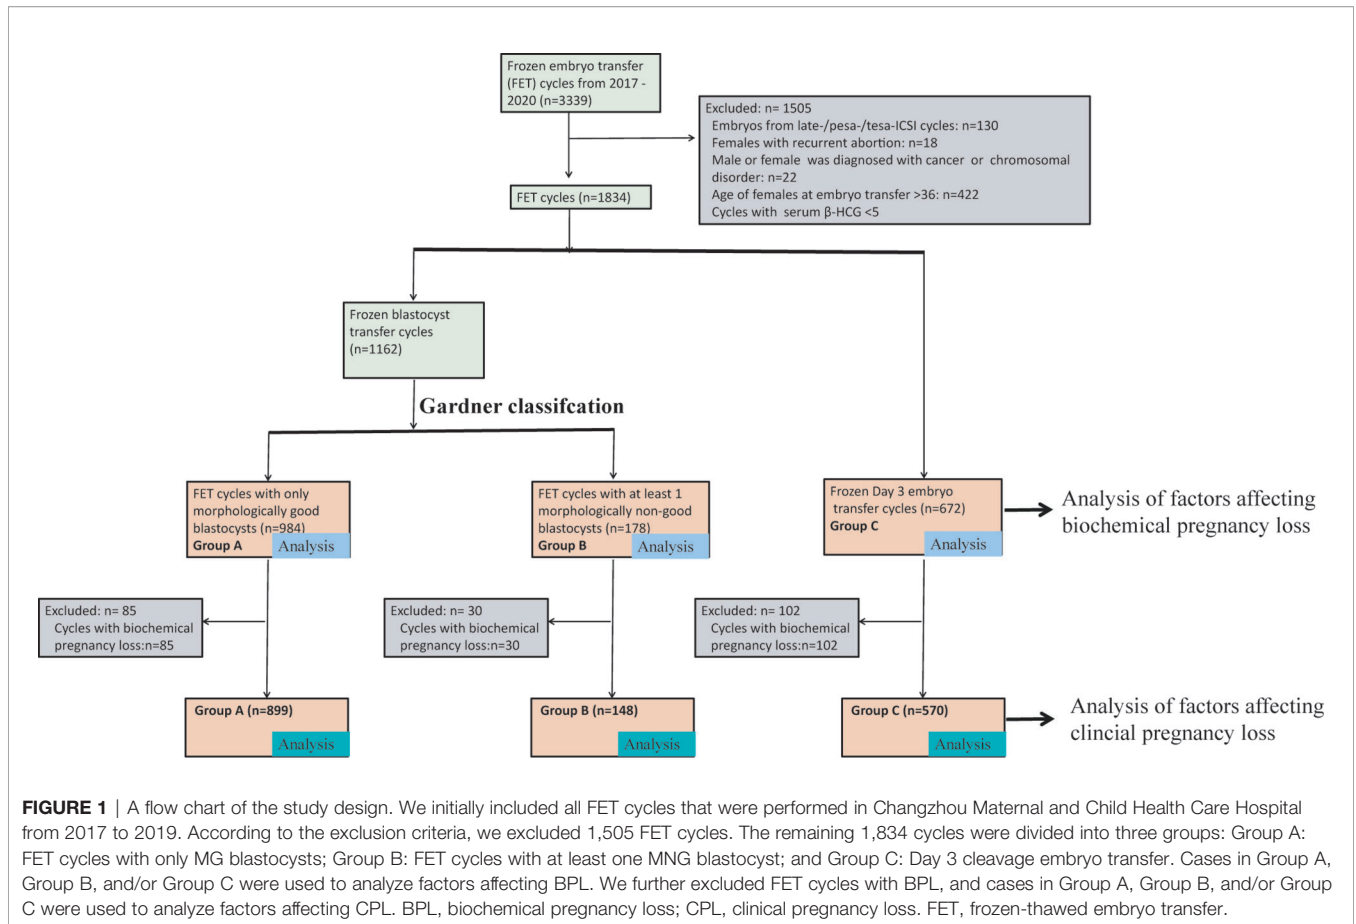 Frozen embryo transfer
(FET) cycles from 2017 -
2020 (n=3339)
Excluded: n= 1505
Embryos from late-/pesa-/tesa-ICSI cycles: n=130
Females with recurrent abortion: n=18
Male or female was diagnosed with cancer or chromosomal
disorder: n=22
Age of females at embryo transfer >36: n=422
Cycles with serum β-HCG <5
FET cycles (n=1834)
Frozen blastocyst
transfer cycles
(n=1162)
Gardner classifcation
FET cycles with only
morphologically good
blastocysts (n=984)
Group A
Analysis
FET cycles with at least 1
morphologically non-good
blastocysts (n=178)
Group B
Analysis
Frozen Day 3 embryo
transfer cycles (n=672)
Group C
Analysis
Analysis of factors affecting
biochemical pregnancy loss
Excluded: n= 85
Cycles with biochemical
pregnancy loss:n=85
Excluded: n= 30
Cycles with biochemical
pregnancy loss:n=30
Excluded: n= 102
Cycles with biochemical
pregnancy loss:n=102
Group A (n=899)
Analysis
Group B (n=148)
Analysis
Group C (n=570)
Analysis
Analysis of factors affecting
clincial pregnancy loss
FIGURE 1 | A flow chart of the study design. We initially included all FET cycles that were performed in Changzhou Maternal and Child Health Care Hospital
from 2017 to 2019. According to the exclusion criteria, we excluded 1,505 FET cycles. The remaining 1,834 cycles were divided into three groups: Group A:
FET cycles with only MG blastocysts; Group B: FET cycles with at least one MNG blastocyst; and Group C: Day 3 cleavage embryo transfer. Cases in Group A,
Group B, and/or Group C were used to analyze factors affecting BPL. We further excluded FET cycles with BPL, and cases in Group A, Group B, and/or Group
C were used to analyze factors affecting CPL. BPL, biochemical pregnancy loss; CPL, clinical pregnancy loss. FET, frozen-thawed embryo transfer.